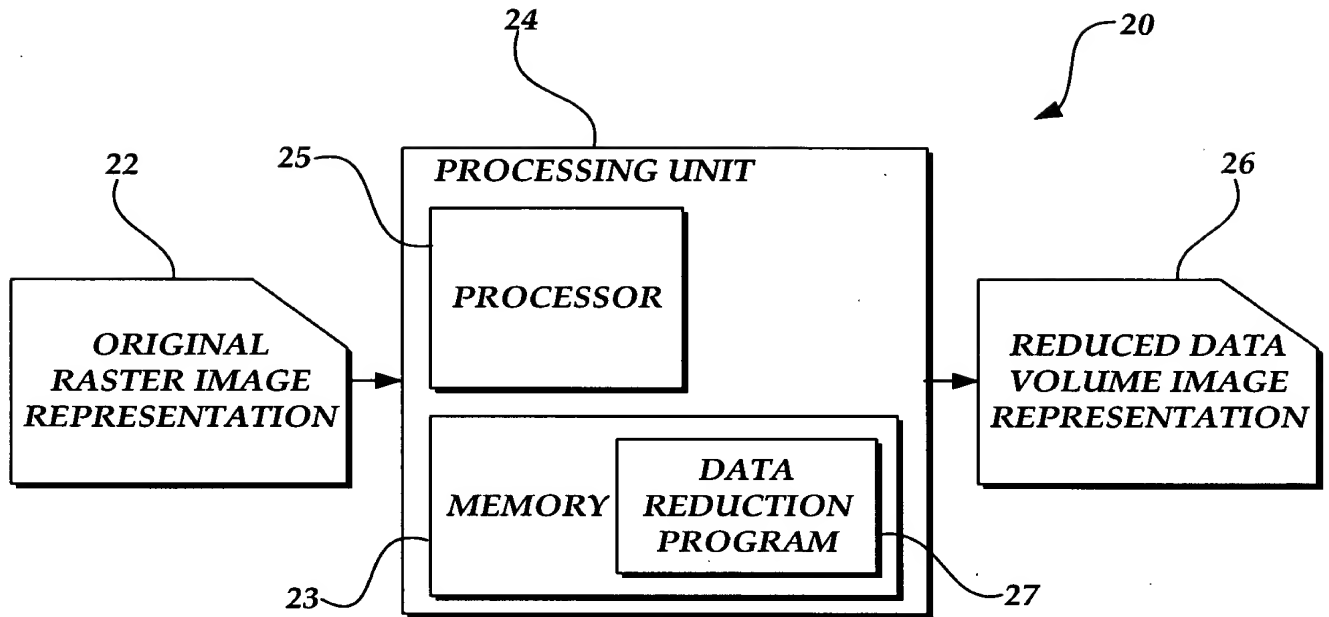 24
20
22
25
PROCESSING UNIT
26
PROCESSOR
ORIGINAL
RASTER IMAGE
REPRESENTATION
REDUCED DATA
VOLUME IMAGE
REPRESENTATION
MEMORY
DATA
REDUCTION
PROGRAM
23
27